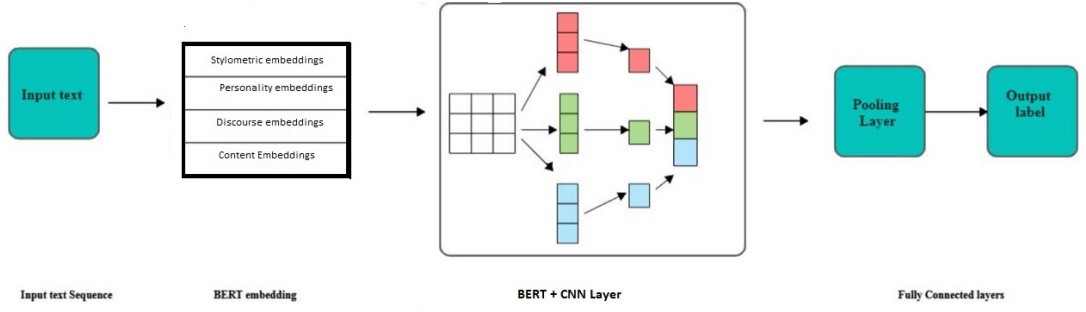 Input text
Stylometric embeddings
Personality embeddings
Discourse embeddings
Content Embeddings
Pooling
Layer
Output
label
Input text Sequence
BERT embedding
BERT + CNN Layer
Fully Connected layers